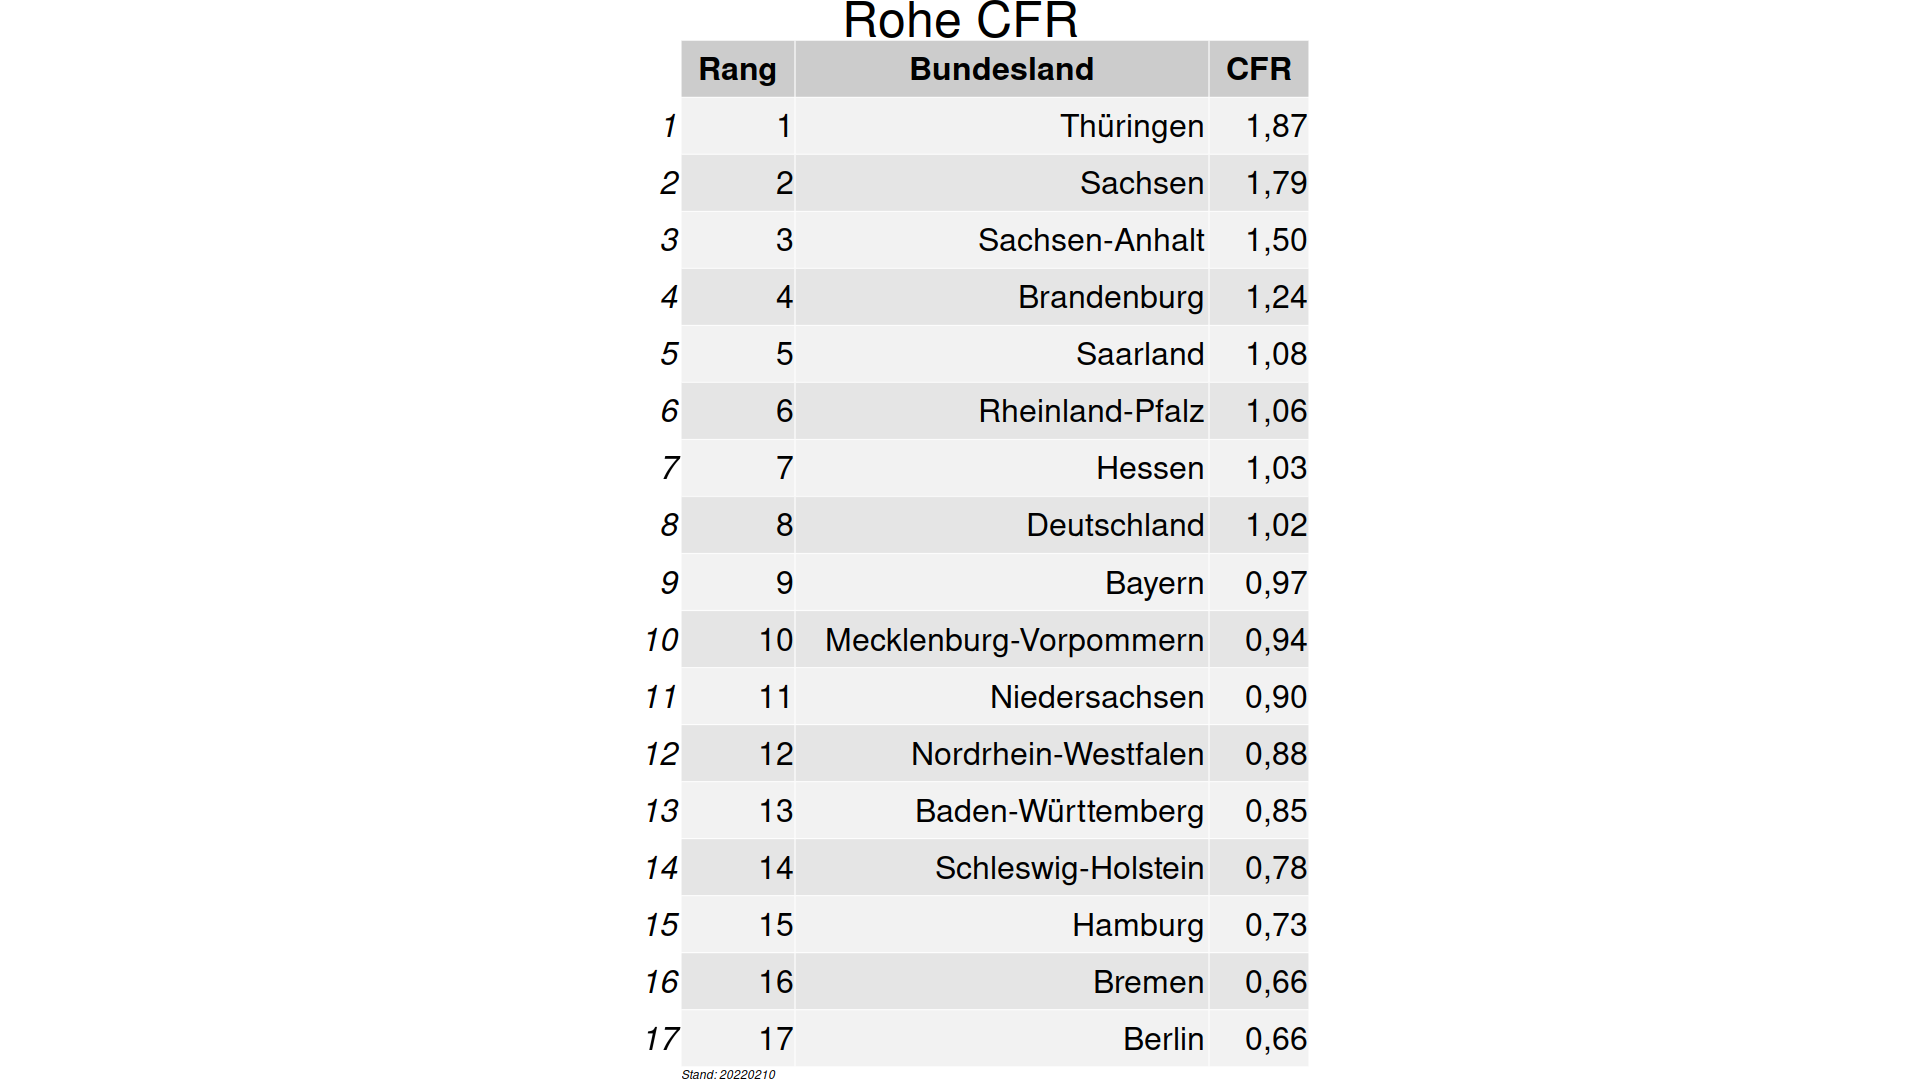 Rohe CFR
Rang Bundesland CFR
1 1 Thüringen 1,87
2 2 Sachsen 1,79
3 3 Sachsen-Anhalt 1,50
4 4 Brandenburg 1,24
5 5 Saarland 1,08
6 6 Rheinland-Pfalz 1,06
7 7 Hessen 1,03
8 8 Deutschland 1,02
9 9 Bayern 0,97
10 10 Mecklenburg-Vorpommern 0,94
11 11 Niedersachsen 0,90
12 12 Nordrhein-Westfalen 0,88
13 13 Baden-Württemberg 0,85
14 14 Schleswig-Holstein 0,78
15 15 Hamburg 0,73
16 16 Bremen 0,66
17 17 Berlin 0,66
Stand: 20220210